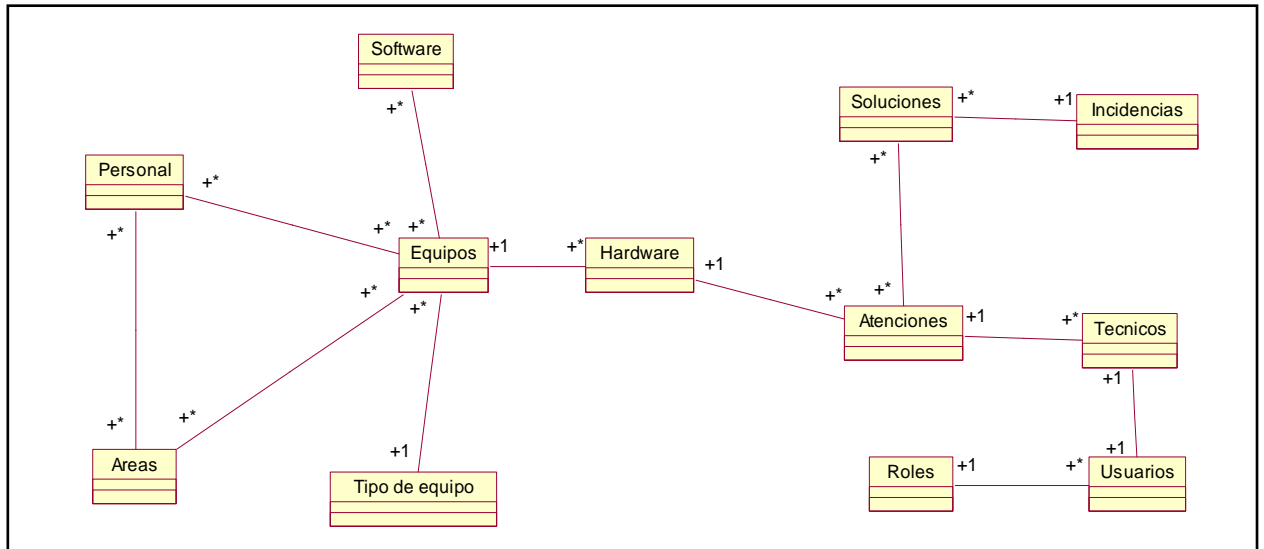 Software
+*
Soluciones
+*
+1
Incidencias
Personal
+*
+*
+*
+*
+*
Equipos
+1
+*
Hardware
+1
+*
+*
+*
+*
+*
Atenciones
+1
+*
Tecnicos
+1
+*
+*
+1
+1
Areas
Tipo de equipo
Roles
+1
+*
Usuarios